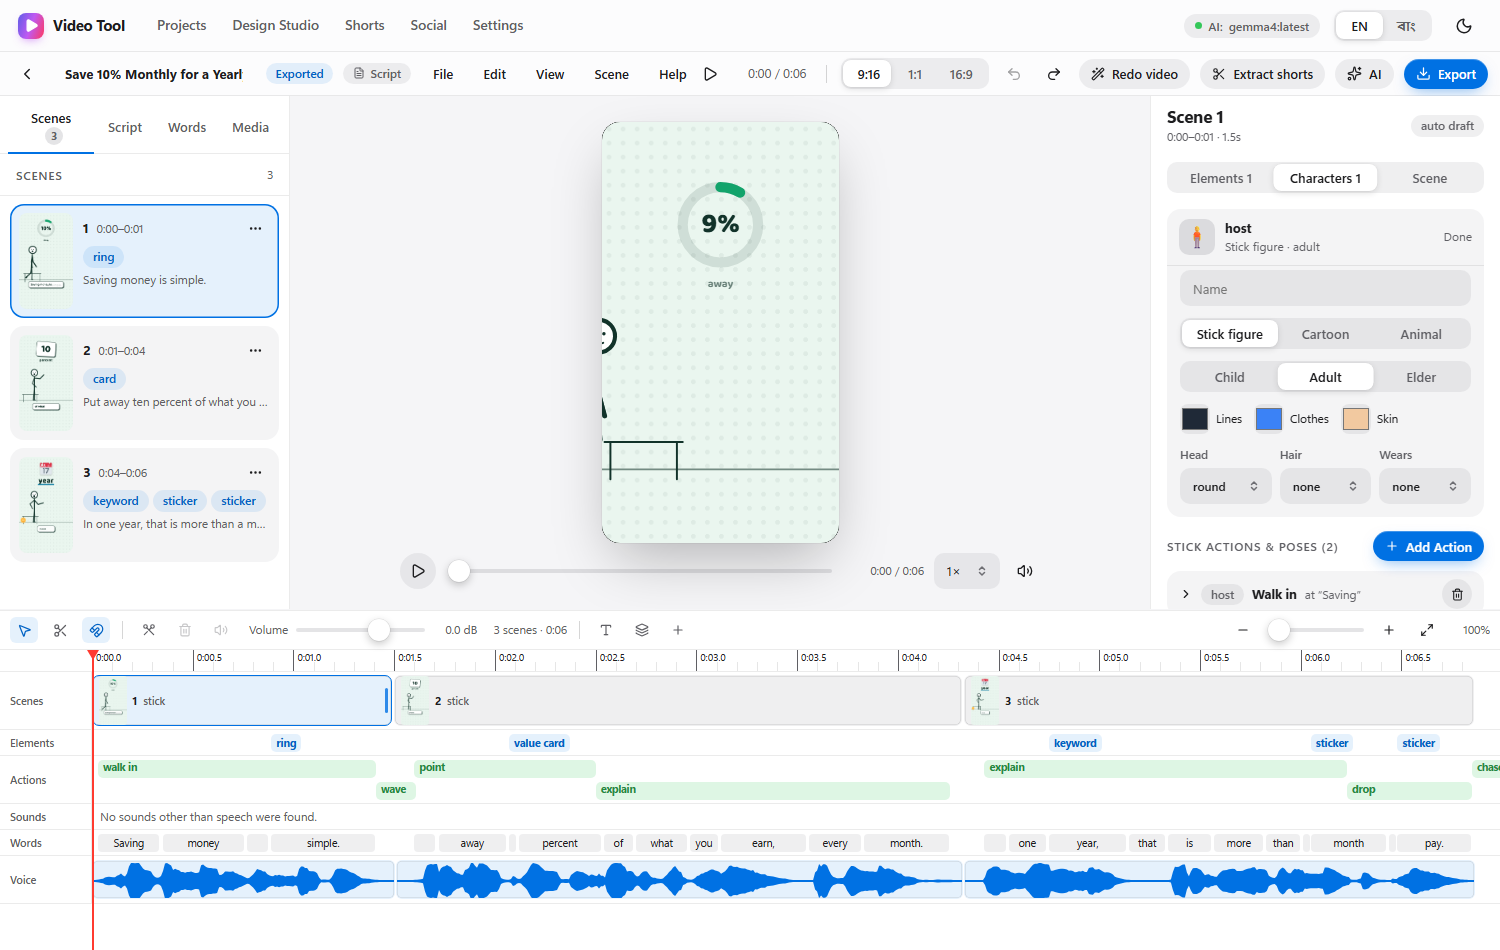 Video Tool
Projects
Design Studio
Shorts
Social
Settings
AI: gemma4:latest
EN
বাং
Save 10% Monthly for a Yearl
Exported
Script
File
Edit
View
Scene
Help
0:00 / 0:06
9:16
1:1
16:9
Redo video
Extract shorts
AI
Export
Scenes
3
Script
Words
Media
SCENES
3
1 0:00–0:01
ring
Saving money is simple.
2 0:01–0:04
card
Put away ten percent of what you ...
3 0:04–0:06
keyword sticker sticker
In one year, that is more than a m...
9%
away
0:00 / 0:06
1×
Scene 1
0:00–0:01 · 1.5s
auto draft
Elements 1
Characters 1
Scene
host
Stick figure · adult
Done
Name
Stick figure
Cartoon
Animal
Child
Adult
Elder
Lines
Clothes
Skin
Head
Hair
Wears
round
none
none
STICK ACTIONS & POSES (2)
+ Add Action
host Walk in at “Saving”
Volume
0.0 dB
3 scenes · 0:06
100%
0:00.0 0:00.5 0:01.0 0:01.5 0:02.0 0:02.5 0:03.0 0:03.5 0:04.0 0:04.5 0:05.0 0:05.5 0:06.0 0:06.5
Scenes
1 stick
2 stick
3 stick
Elements
ring
value card
keyword
sticker
sticker
Actions
walk in
point
explain
chase
wave
explain
drop
Sounds
No sounds other than speech were found.
Words
Saving money simple. away percent of what you earn, every month. one year, that is more than month pay.
Voice